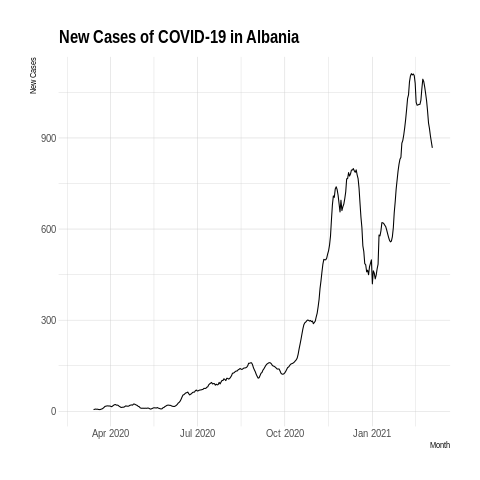 New Cases of COVID-19 in Albania
New Cases
900
600
300
0
Apr 2020 Jul 2020 Oct 2020 Jan 2021
Month